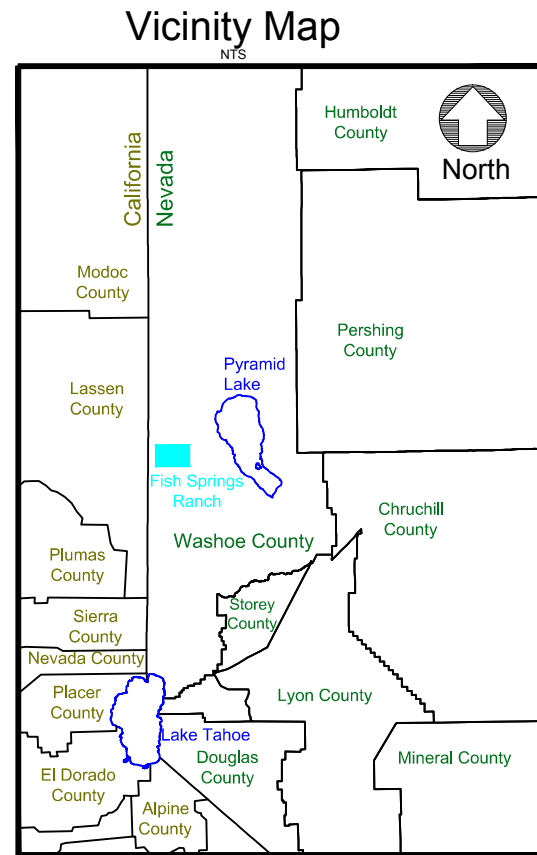 Vicinity Map
NTS
Humboldt
County
North
California
Nevada
Modoc
County
Pershing
County
Pyramid
Lake
Lassen
County
Fish Springs
Ranch
Chruchill
County
Washoe County
Plumas
County
Storey
County
Sierra
County
Nevada County
Placer
County
Lyon County
Lake Tahoe
Douglas
County
Mineral County
El Dorado
County
Alpine
County